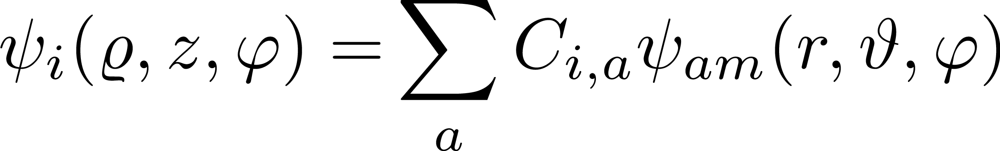 ψ_i(ϱ, z, φ) = ∑_a C_{i,a} ψ_{am}(r, ϑ, φ)